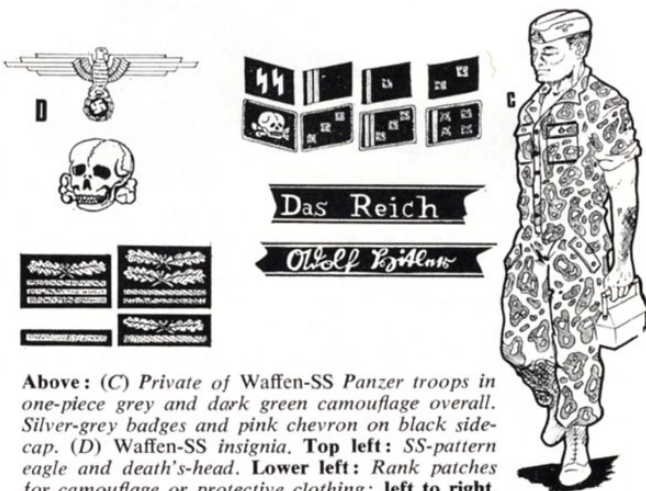 D
C
Das Reich
Adolf Hitler
Above: (C) Private of Waffen-SS Panzer troops in
one-piece grey and dark green camouflage overall.
Silver-grey badges and pink chevron on black side-
cap. (D) Waffen-SS insignia. Top left: SS-pattern
eagle and death's-head. Lower left: Rank patches
for camouflage or protective clothing: left to right,